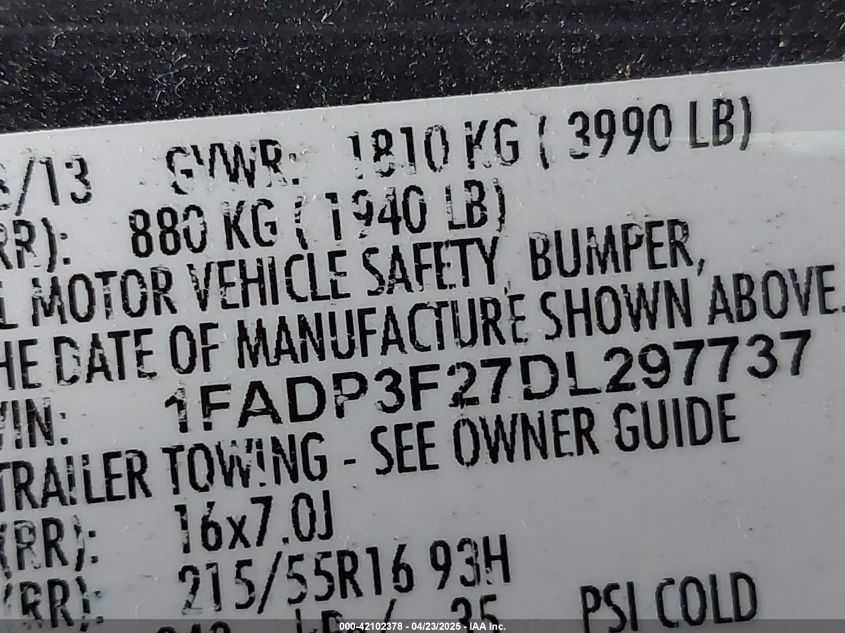 /13 GVWR: 1810 KG ( 3990 LB)
RR): 880 KG ( 1940 LB)
L MOTOR VEHICLE SAFETY, BUMPER,
HE DATE OF MANUFACTURE SHOWN ABOVE.
VIN: 1FADP3F27DL297737
TRAILER TOWING - SEE OWNER GUIDE
(RR): 16x7.0J
(RR): 215/55R16 93H
PSI COLD
000-42102378 - 04/23/2025 - IAA Inc.